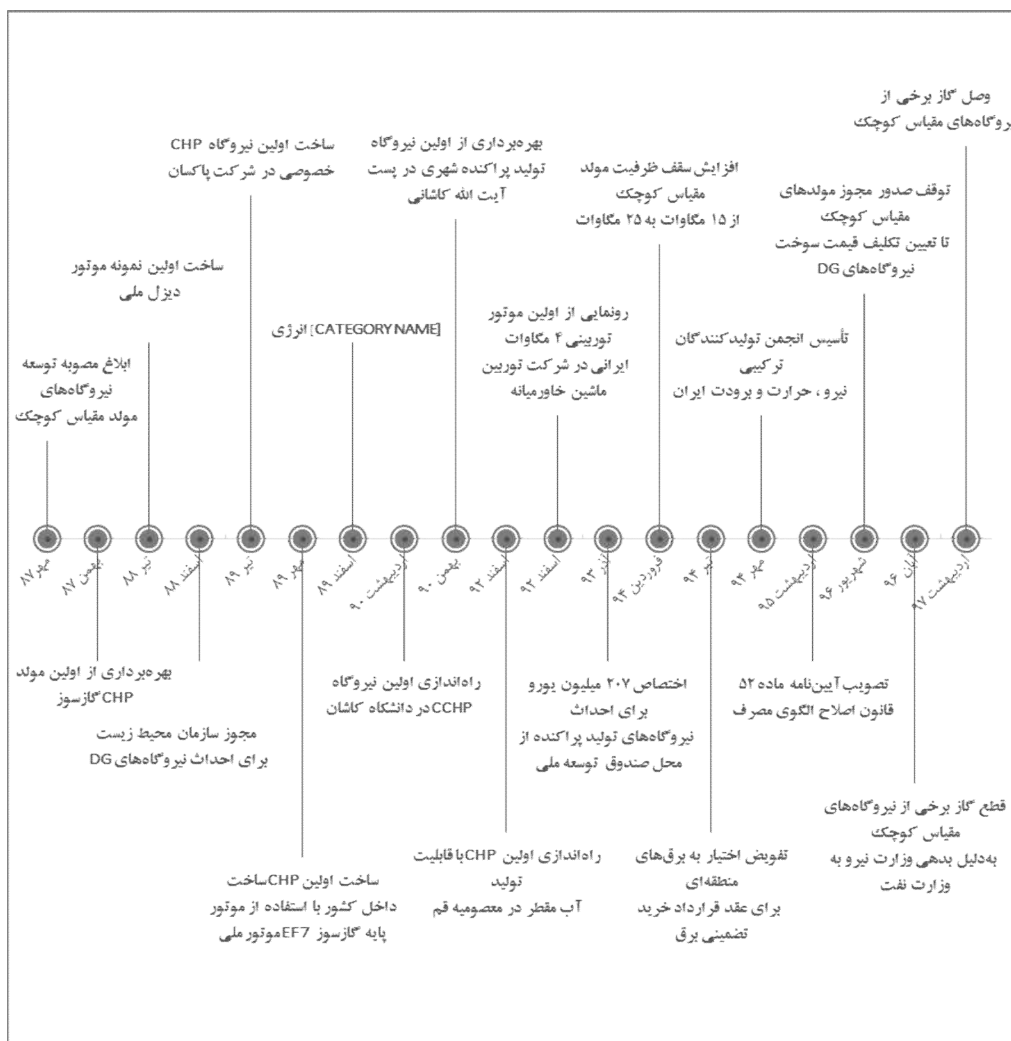 وصل گاز برخی از
روگاه‌های مقیاس کوچک
ساخت اولین نیروگاه CHP
خصوصی در شرکت پاکسان
بهره‌برداری از اولین نیروگاه
تولید پراکنده شهری در پست
آیت الله کاشانی
افزایش سقف ظرفیت مولد
مقیاس کوچک
از ۱۵ مگاوات به ۲۵ مگاوات
توقف صدور مجوز مولدهای
مقیاس کوچک
تا تعیین تکلیف قیمت سوخت
نیروگاه‌های DG
ساخت اولین نمونه موتور
دیزل ملی
[CATEGORY NAME] انرژی
رونمایی از اولین موتور
توربینی ۴ مگاوات
ایرانی در شرکت توربین
ماشین خاورمیانه
تأسیس انجمن تولیدکنندگان
ترکیبی
نیرو، حرارت و برودت ایران
ابلاغ مصوبه توسعه
نیروگاه‌های
مولد مقیاس کوچک
مهر ۸۷
بهمن ۸۷
تیر ۸۸
اسفند ۸۸
تیر ۸۹
مهر ۸۹
اسفند ۸۹
اردیبهشت ۹۰
بهمن ۹۰
اسفند ۹۲
اسفند ۹۲
آذر ۹۳
فروردین ۹۴
تیر ۹۴
مهر ۹۴
اردیبهشت ۹۵
شهریور ۹۶
آبان ۹۶
اردیبهشت ۹۷
بهره‌برداری از اولین مولد
CHP گازسوز
مجوز سازمان محیط زیست
برای احداث نیروگاه‌های DG
راه‌اندازی اولین نیروگاه
CCHP در دانشگاه کاشان
اختصاص ۲۰۷ میلیون یورو
برای احداث
نیروگاه‌های تولید پراکنده از
محل صندوق توسعه ملی
تصویب آیین‌نامه ماده ۵۲
قانون اصلاح الگوی مصرف
قطع گاز برخی از نیروگاه‌های
مقیاس کوچک
به‌دلیل بدهی وزارت نیرو به
وزارت نفت
ساخت اولین CHP ساخت
داخل کشور با استفاده از موتور
پایه گازسوز EF7 موتور ملی
راه‌اندازی اولین CHP با قابلیت
تولید
آب مقطر در معصومیه قم
تفویض اختیار به برق‌های
منطقه‌ای
برای عقد قرارداد خرید
تضمینی برق